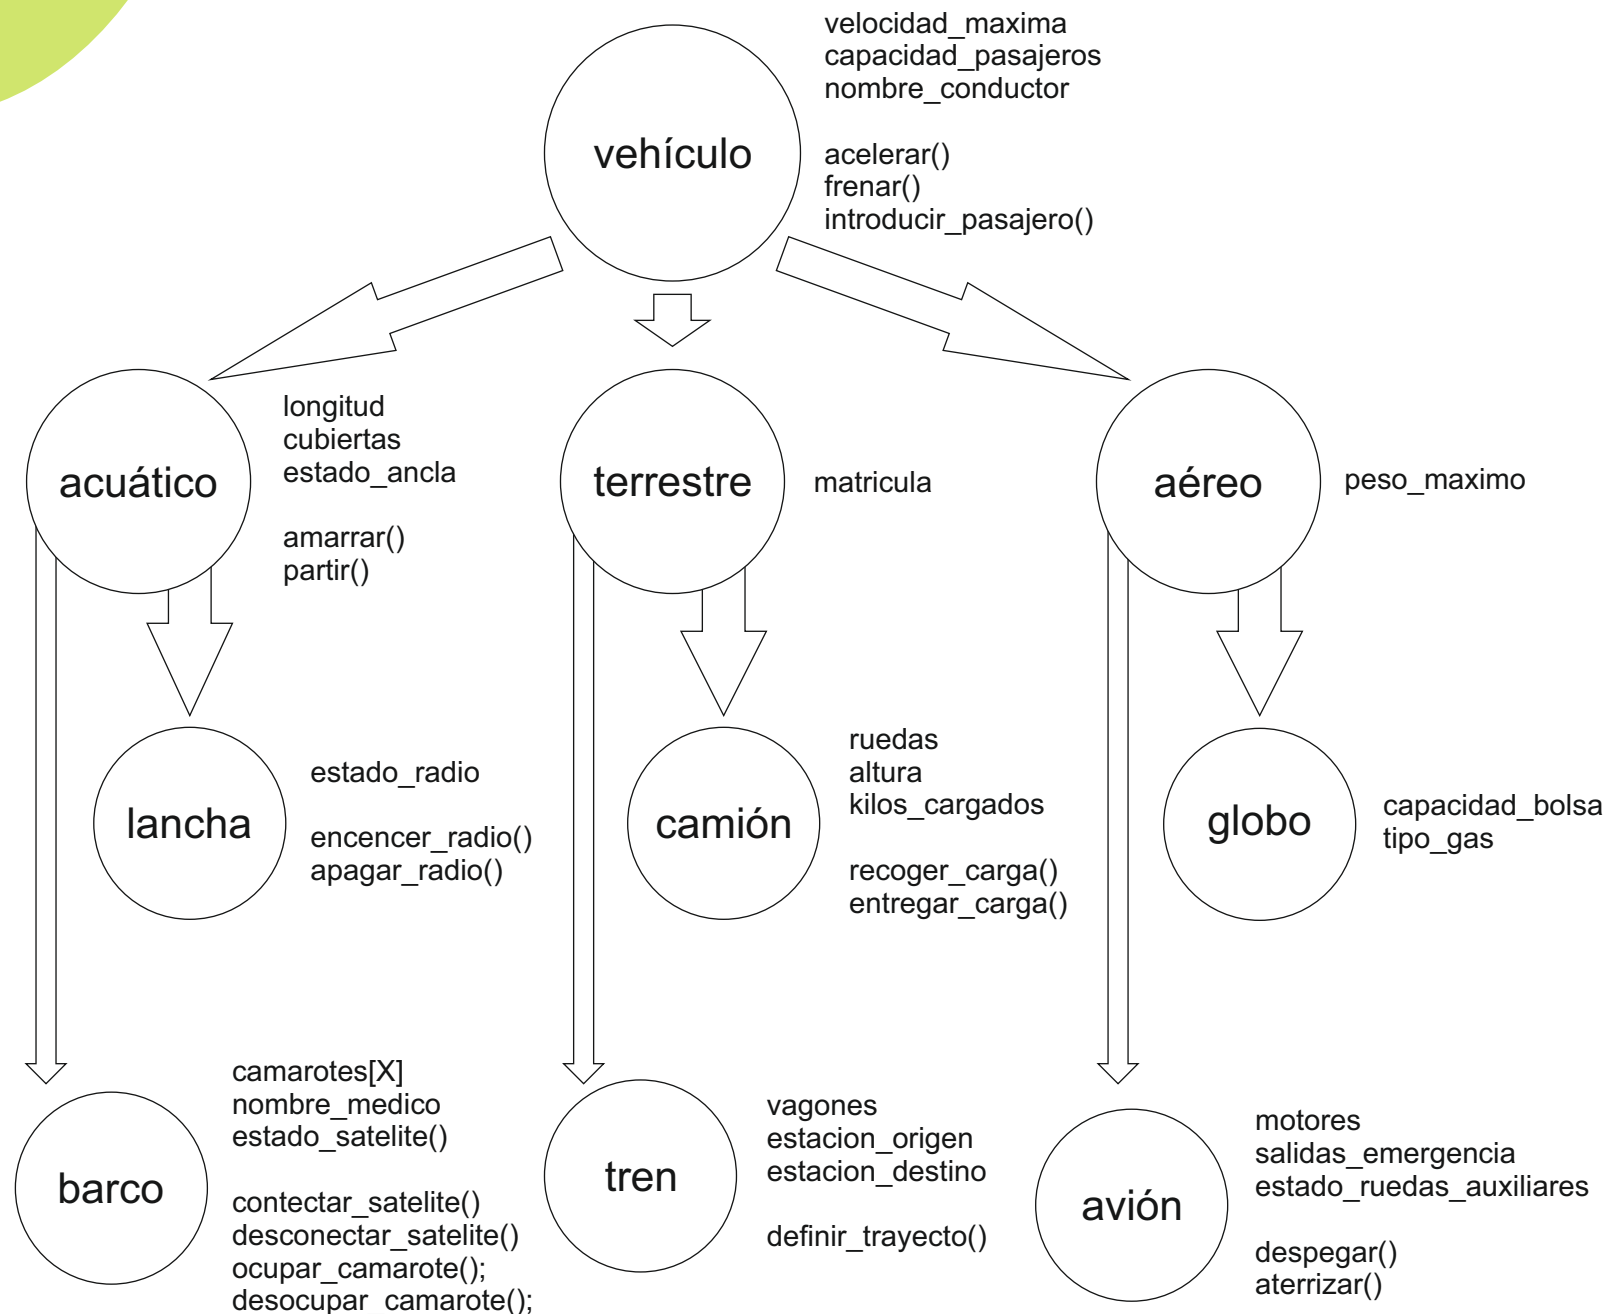 velocidad_maxima
capacidad_pasajeros
nombre_conductor
vehículo
acelerar()
frenar()
introducir_pasajero()
longitud
cubiertas
estado_ancla
acuático
amarrar()
partir()
terrestre
matricula
aéreo
peso_maximo
estado_radio
lancha
encencer_radio()
apagar_radio()
ruedas
altura
kilos_cargados
camión
recoger_carga()
entregar_carga()
globo
capacidad_bolsa
tipo_gas
camarotes[X]
nombre_medico
estado_satelite()
barco
contectar_satelite()
desconectar_satelite()
ocupar_camarote();
desocupar_camarote();
vagones
estacion_origen
estacion_destino
tren
definir_trayecto()
motores
salidas_emergencia
estado_ruedas_auxiliares
avión
despegar()
aterrizar()